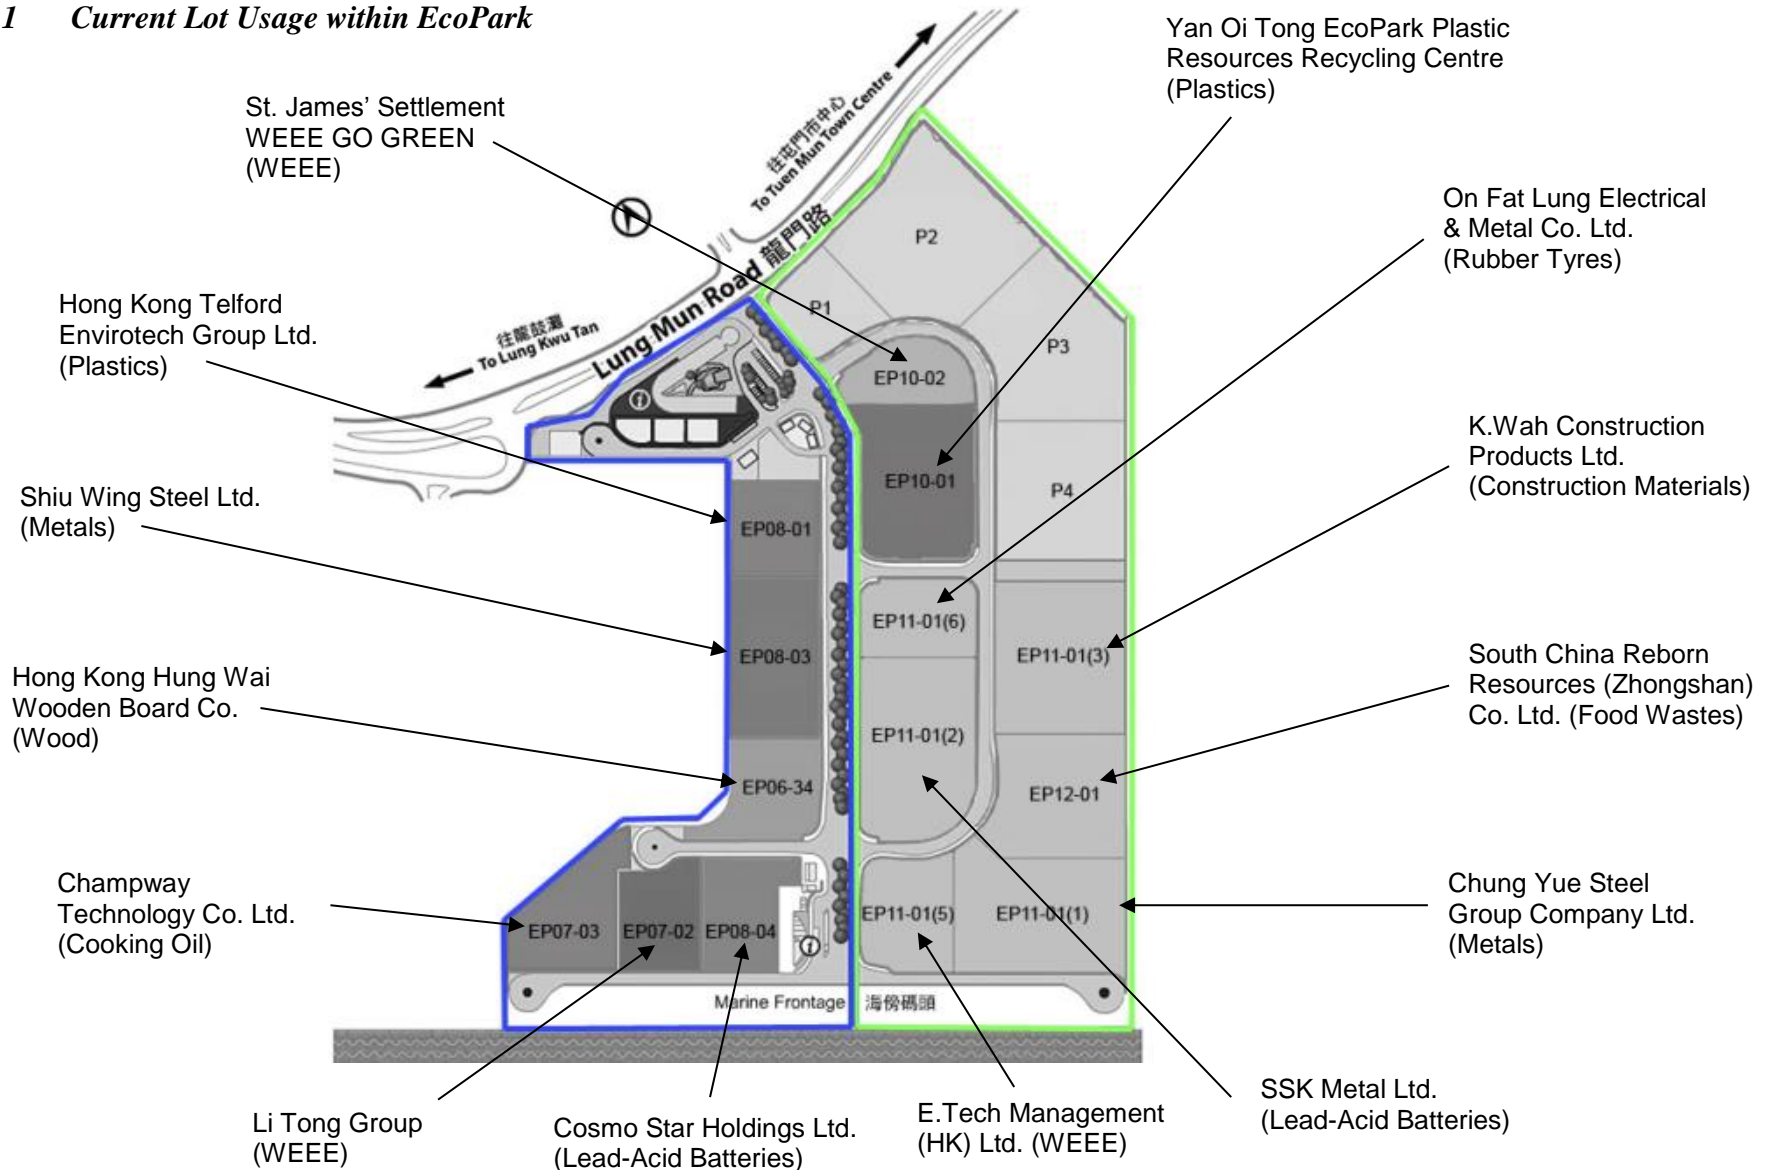 1 Current Lot Usage within EcoPark
Yan Oi Tong EcoPark Plastic
Resources Recycling Centre
(Plastics)
St. James’ Settlement
WEEE GO GREEN
(WEEE)
往屯門市中心
To Tuen Mun Town Centre
On Fat Lung Electrical
& Metal Co. Ltd.
(Rubber Tyres)
Hong Kong Telford
Envirotech Group Ltd.
(Plastics)
往龍鼓灘
To Lung Kwu Tan
Lung Mun Road 龍門路
P2
P1
P3
EP10-02
K.Wah Construction
Products Ltd.
(Construction Materials)
EP10-01
P4
Shiu Wing Steel Ltd.
(Metals)
EP08-01
EP11-01(6)
EP08-03
EP11-01(3)
South China Reborn
Resources (Zhongshan)
Co. Ltd. (Food Wastes)
Hong Kong Hung Wai
Wooden Board Co.
(Wood)
EP11-01(2)
EP06-34
EP12-01
Champway
Technology Co. Ltd.
(Cooking Oil)
Chung Yue Steel
Group Company Ltd.
(Metals)
EP07-03
EP07-02
EP08-04
EP11-01(5)
EP11-01(1)
Marine Frontage 海傍碼頭
Li Tong Group
(WEEE)
Cosmo Star Holdings Ltd.
(Lead-Acid Batteries)
E.Tech Management
(HK) Ltd. (WEEE)
SSK Metal Ltd.
(Lead-Acid Batteries)